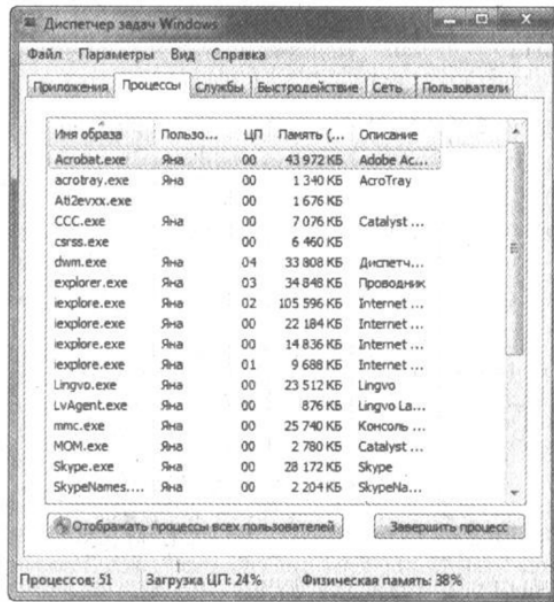 Диспетчер задач Windows
Файл Параметры Вид Справка
Приложения Процессы Службы Быстродействие Сеть Пользователи
Имя образа Пользо... ЦП Память (... Описание
Acrobat.exe Яна 00 43 972 КБ Adobe Ac...
acrotray.exe Яна 00 1 340 КБ AcroTray
Ati2evxx.exe 00 1 676 КБ
CCC.exe Яна 00 7 076 КБ Catalyst ...
csrss.exe 00 6 460 КБ
dwm.exe Яна 04 33 808 КБ Диспетч...
explorer.exe Яна 03 34 848 КБ Проводник
iexplore.exe Яна 02 105 596 КБ Internet ...
iexplore.exe Яна 00 22 184 КБ Internet ...
iexplore.exe Яна 00 14 836 КБ Internet ...
iexplore.exe Яна 01 9 688 КБ Internet ...
Lingvo.exe Яна 00 23 512 КБ Lingvo
LvAgent.exe Яна 00 876 КБ Lingvo La...
mmc.exe Яна 00 25 740 КБ Консоль ...
MOM.exe Яна 00 2 780 КБ Catalyst ...
Skype.exe Яна 00 28 172 КБ Skype
SkypeNames.... Яна 00 2 204 КБ SkypeNa...
Отображать процессы всех пользователей Завершить процесс
Процессов: 51 Загрузка ЦП: 24% Физическая память: 38%